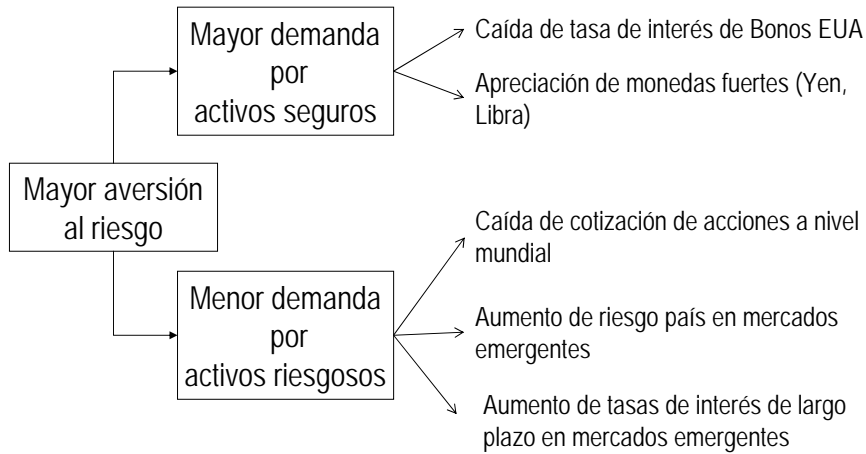 Mayor demanda
por
activos seguros
Caída de tasa de interés de Bonos EUA
Apreciación de monedas fuertes (Yen,
Libra)
Mayor aversión
al riesgo
Menor demanda
por
activos riesgosos
Caída de cotización de acciones a nivel
mundial
Aumento de riesgo país en mercados
emergentes
Aumento de tasas de interés de largo
plazo en mercados emergentes